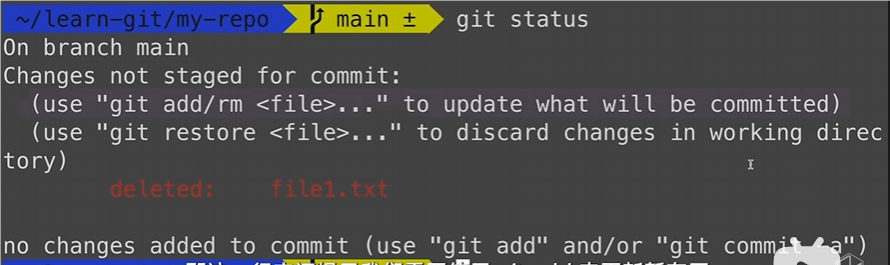 ~/learn-git/my-repo main ± git status
On branch main
Changes not staged for commit:
(use "git add/rm <file>..." to update what will be committed)
(use "git restore <file>..." to discard changes in working direc
tory)
deleted: file1.txt
no changes added to commit (use "git add" and/or "git commit -a")